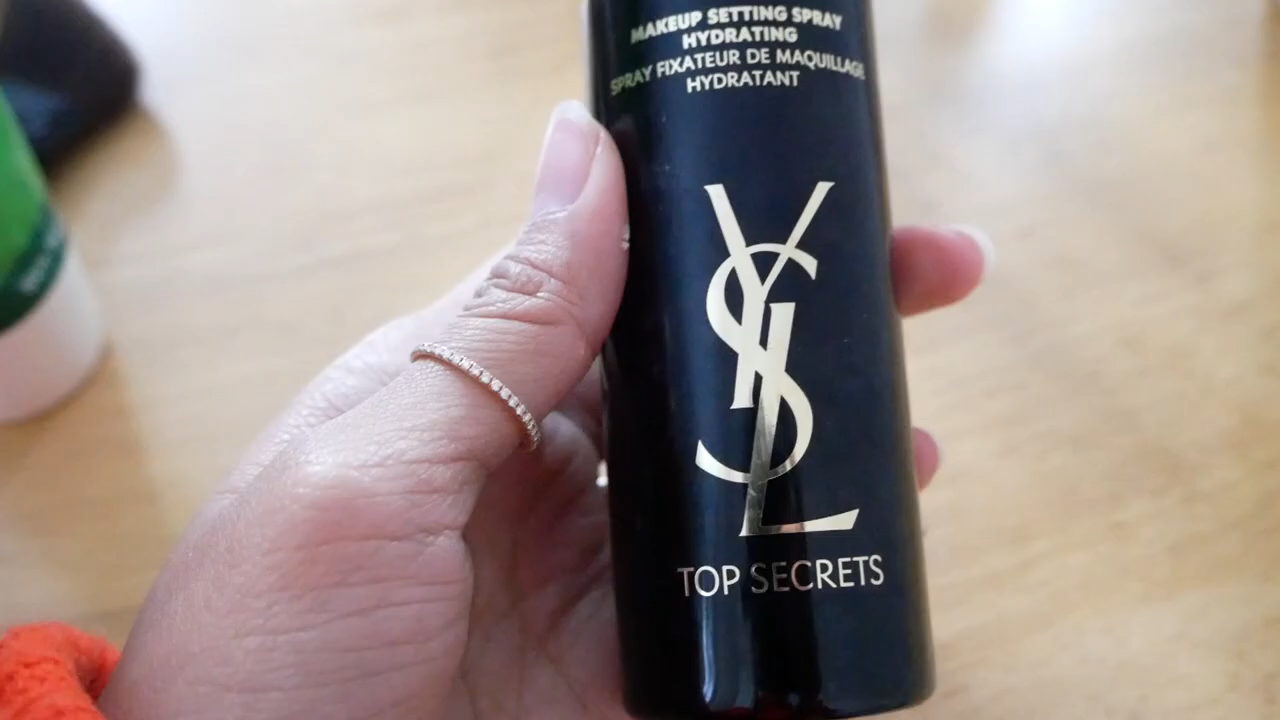 MAKEUP SETTING SPRAY
HYDRATING
SPRAY FIXATEUR DE MAQUILLAGE
HYDRATANT
YSL
TOP SECRETS